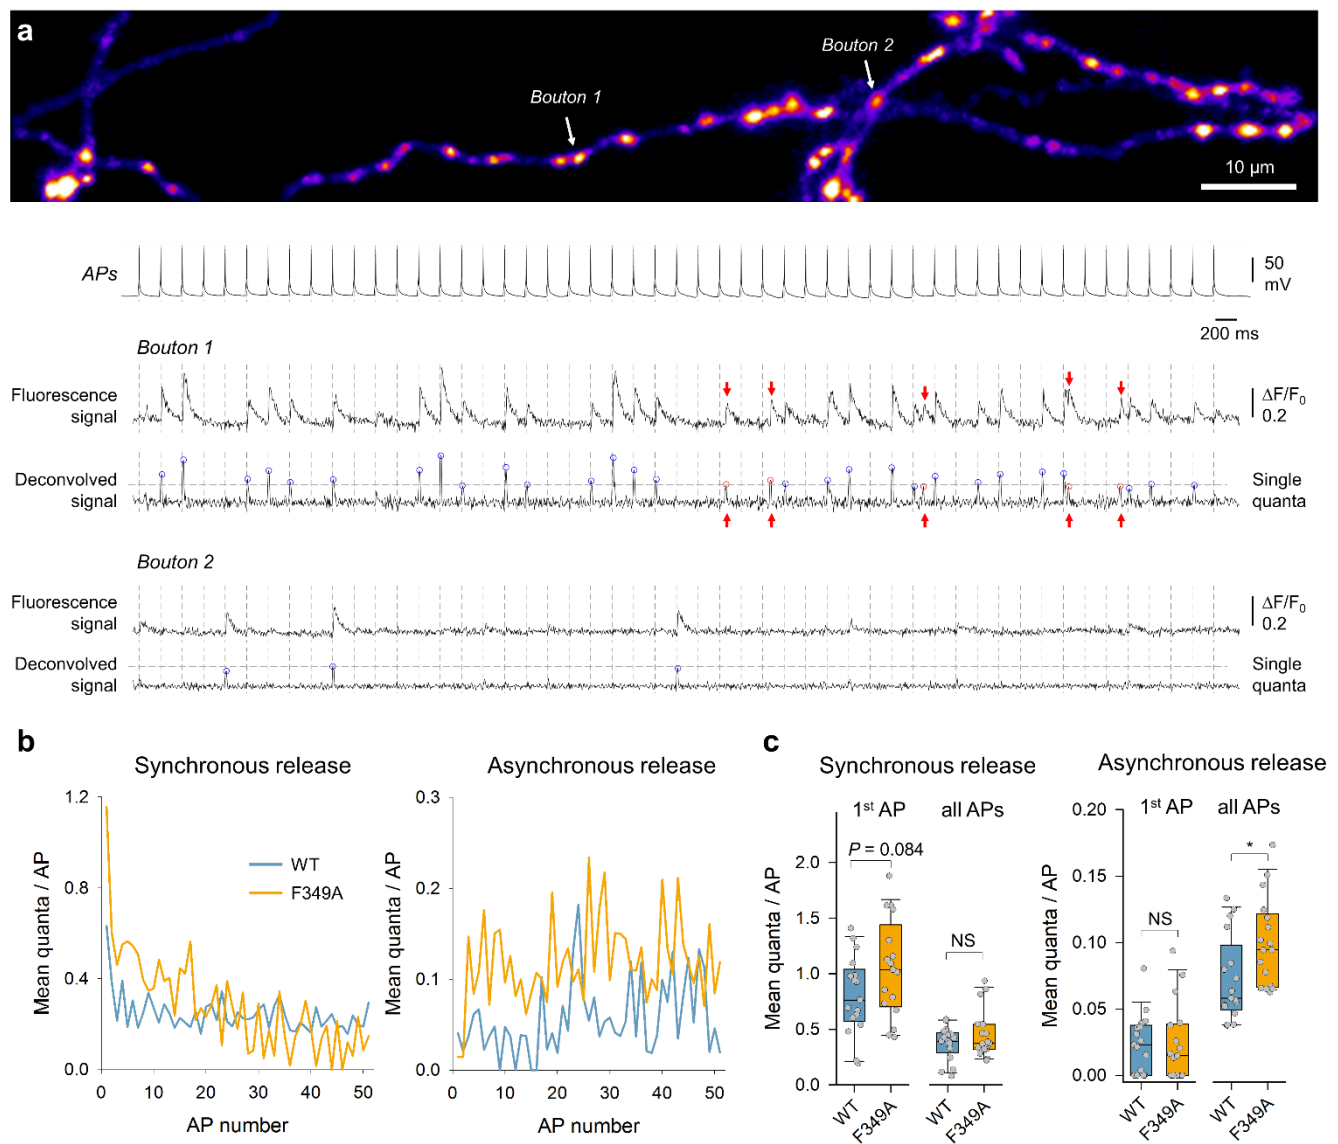 a
Bouton 1
Bouton 2
10 µm
APs
50
mV
200 ms
Bouton 1
Fluorescence
signal
ΔF/F0
0.2
Deconvolved
signal
Single
quanta
Bouton 2
Fluorescence
signal
ΔF/F0
0.2
Deconvolved
signal
Single
quanta
b
Synchronous release
Mean quanta / AP
1.2
0.8
0.4
0.0
0 10 20 30 40 50
AP number
WT
F349A
Asynchronous release
Mean quanta / AP
0.3
0.2
0.1
0.0
0 10 20 30 40 50
AP number
c
Synchronous release
1st AP all APs
P = 0.084
NS
Mean quanta / AP
2.0
1.5
1.0
0.5
0.0
WT F349A WT F349A
Asynchronous release
1st AP all APs
NS
*
Mean quanta / AP
0.20
0.15
0.10
0.05
0.00
WT F349A WT F349A